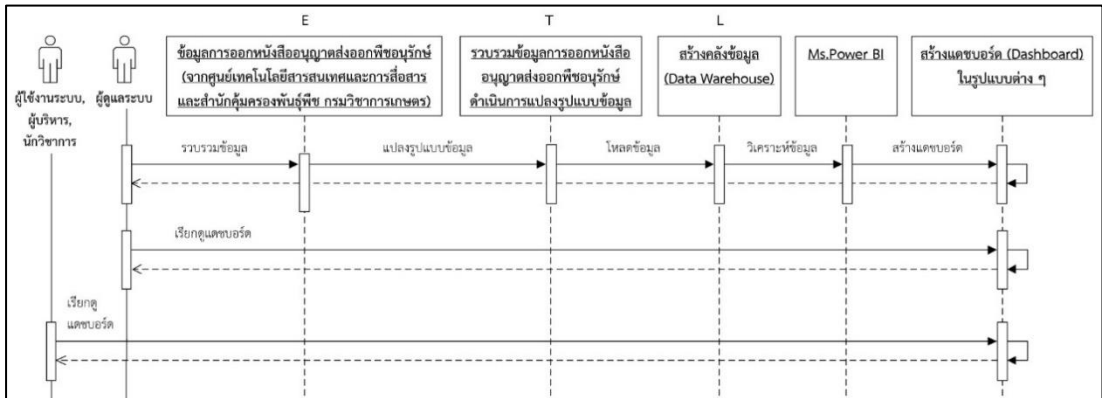 E
T
L
ข้อมูลการออกหนังสืออนุญาตส่งออกพืชอนุรักษ์
(จากศูนย์เทคโนโลยีสารสนเทศและการสื่อสาร
และสำนักคุ้มครองพันธุ์พืช กรมวิชาการเกษตร)
รวบรวมข้อมูลการออกหนังสือ
อนุญาตส่งออกพืชอนุรักษ์
ดำเนินการแปลงรูปแบบข้อมูล
สร้างคลังข้อมูล
(Data Warehouse)
Ms.Power BI
สร้างแดชบอร์ด (Dashboard)
ในรูปแบบต่าง ๆ
ผู้ใช้งานระบบ,
ผู้บริหาร,
นักวิชาการ
ผู้ดูแลระบบ
รวบรวมข้อมูล
แปลงรูปแบบข้อมูล
โหลดข้อมูล
วิเคราะห์ข้อมูล
สร้างแดชบอร์ด
เรียกดูแดชบอร์ด
เรียกดู
แดชบอร์ด